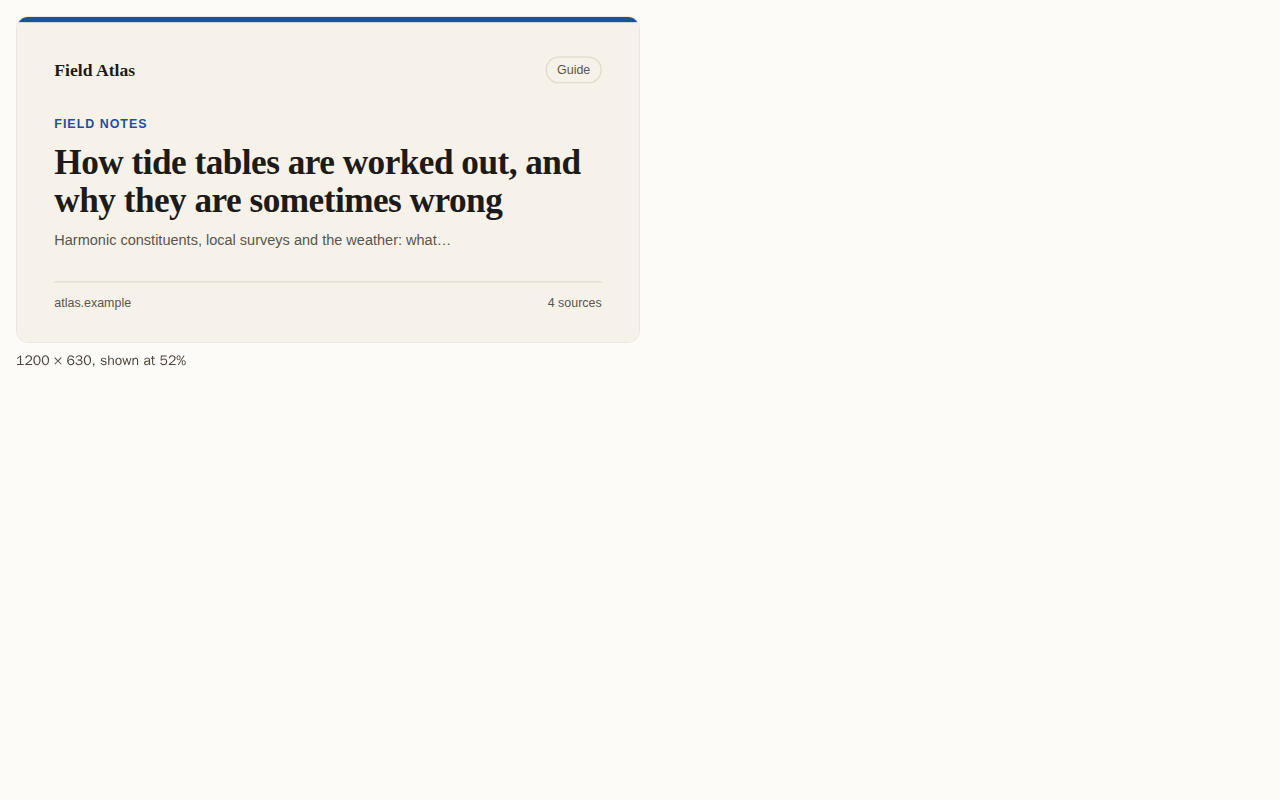 Field Atlas
Guide
FIELD NOTES
How tide tables are worked out, and
why they are sometimes wrong
Harmonic constituents, local surveys and the weather: what…
atlas.example
4 sources
1200 × 630, shown at 52%